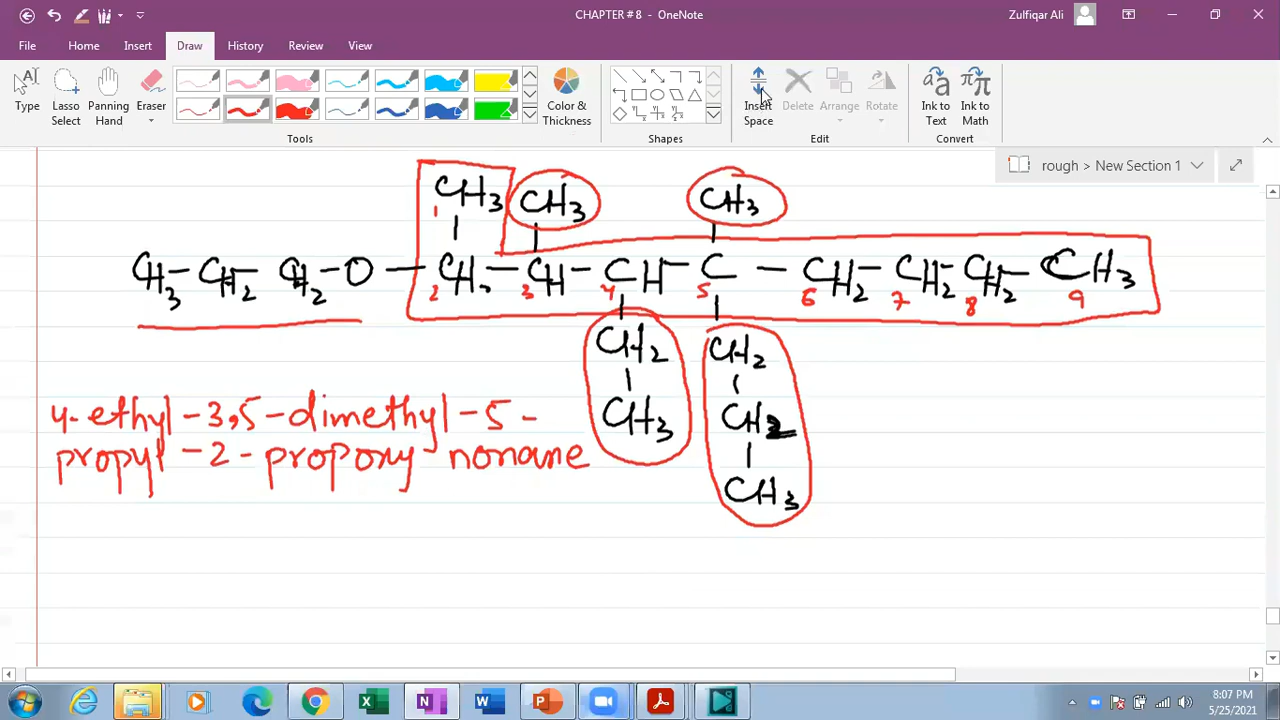 CHAPTER # 8 - OneNote
Zulfiqar Ali
File Home Insert Draw History Review View
Type Lasso Select Panning Hand Eraser Color & Thickness Insert Space Delete Arrange Rotate Ink to Text Ink to Math
Tools Shapes Edit Convert
rough > New Section 1
CH3 CH3 CH3
1
CH3 - CH2 - CH2 - O - CH - CH - CH - C - CH2 - CH2 - CH2 - CH3
2 3 4 5 6 7 8 9
CH2 CH2
CH3 CH2
CH3
4-ethyl-3,5-dimethyl-5-
propyl-2-propoxy-nonane
8:07 PM
5/25/2021